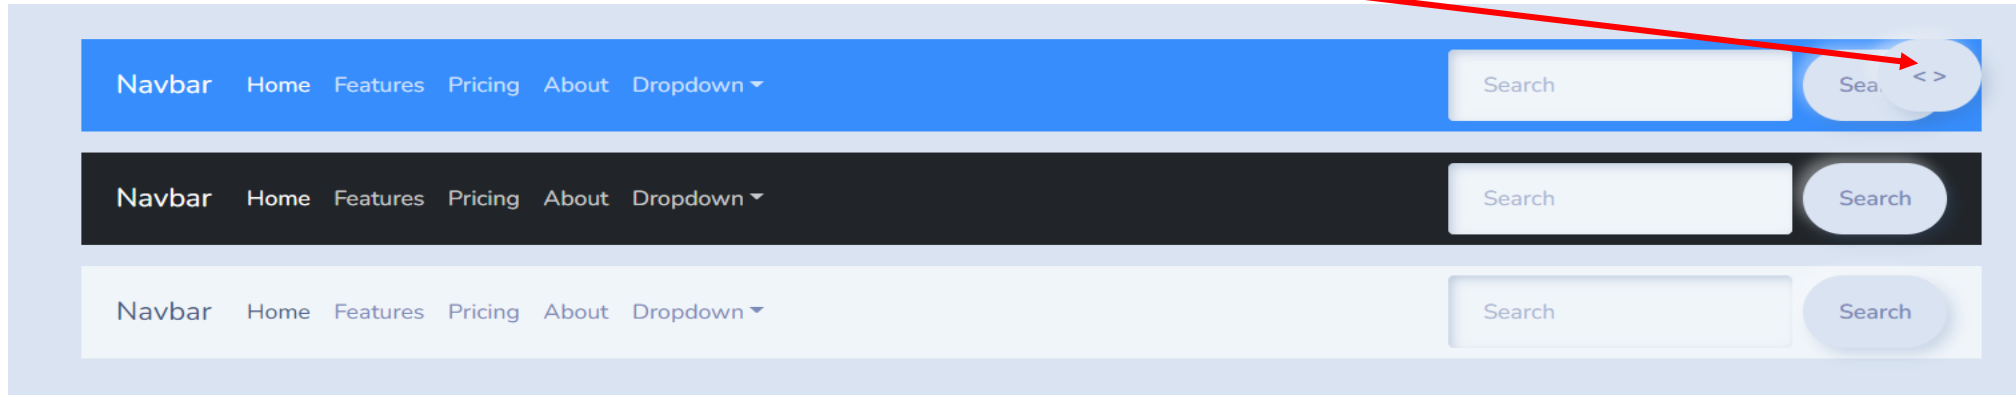 Navbar Home Features Pricing About Dropdown Search Sea < >
Navbar Home Features Pricing About Dropdown Search Search
Navbar Home Features Pricing About Dropdown Search Search